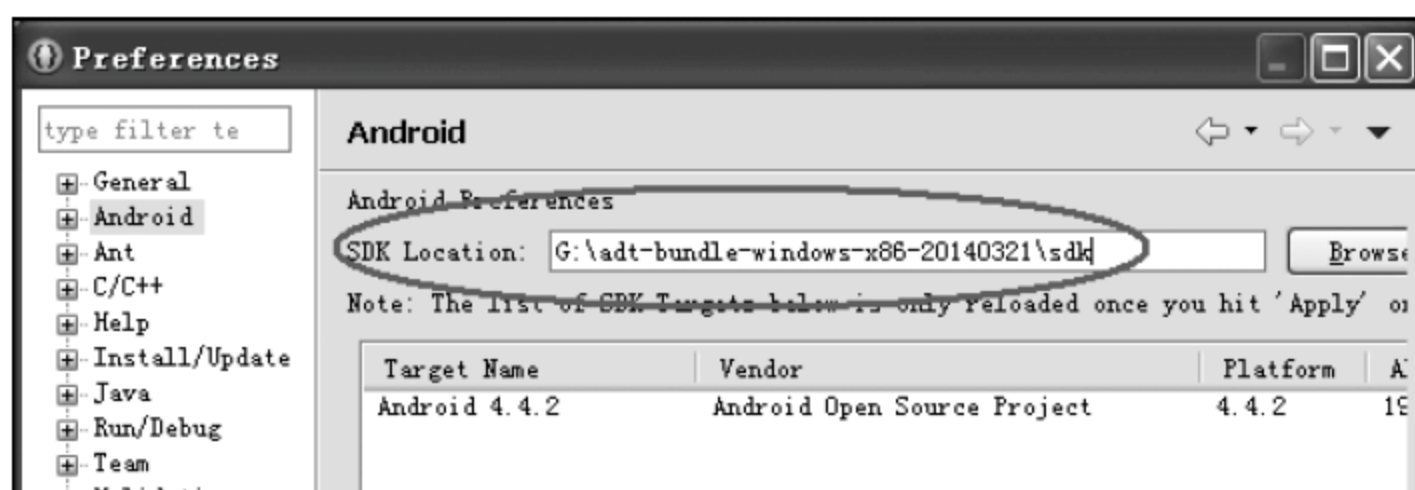 Preferences
type filter te
General
Android
Ant
C/C++
Help
Install/Update
Java
Run/Debug
Team
Android
Android Preferences
SDK Location: G:\adt-bundle-windows-x86-20140321\sdk Browse
Note: The list of SDK Targets below is only reloaded once you hit 'Apply'
Target Name Vendor Platform
Android 4.4.2 Android Open Source Project 4.4.2 19